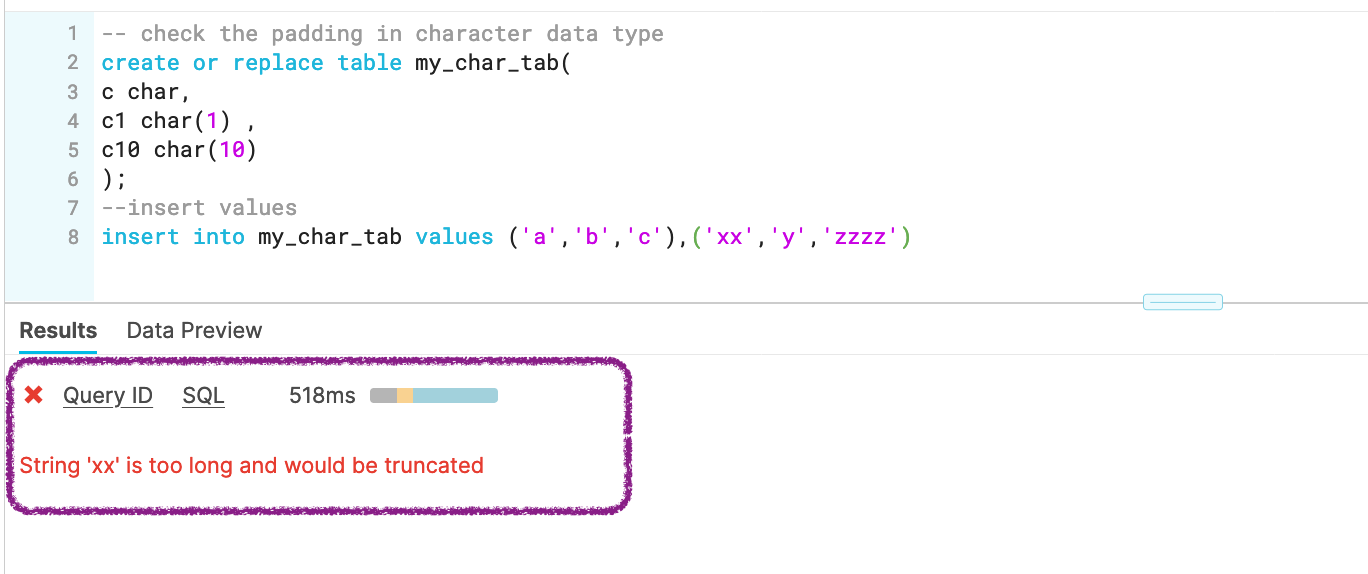 1 -- check the padding in character data type
2 create or replace table my_char_tab(
3 c char,
4 c1 char(1) ,
5 c10 char(10)
6 );
7 --insert values
8 insert into my_char_tab values ('a','b','c'),('xx','y','zzzz')
Results Data Preview
Query ID SQL 518ms
String 'xx' is too long and would be truncated